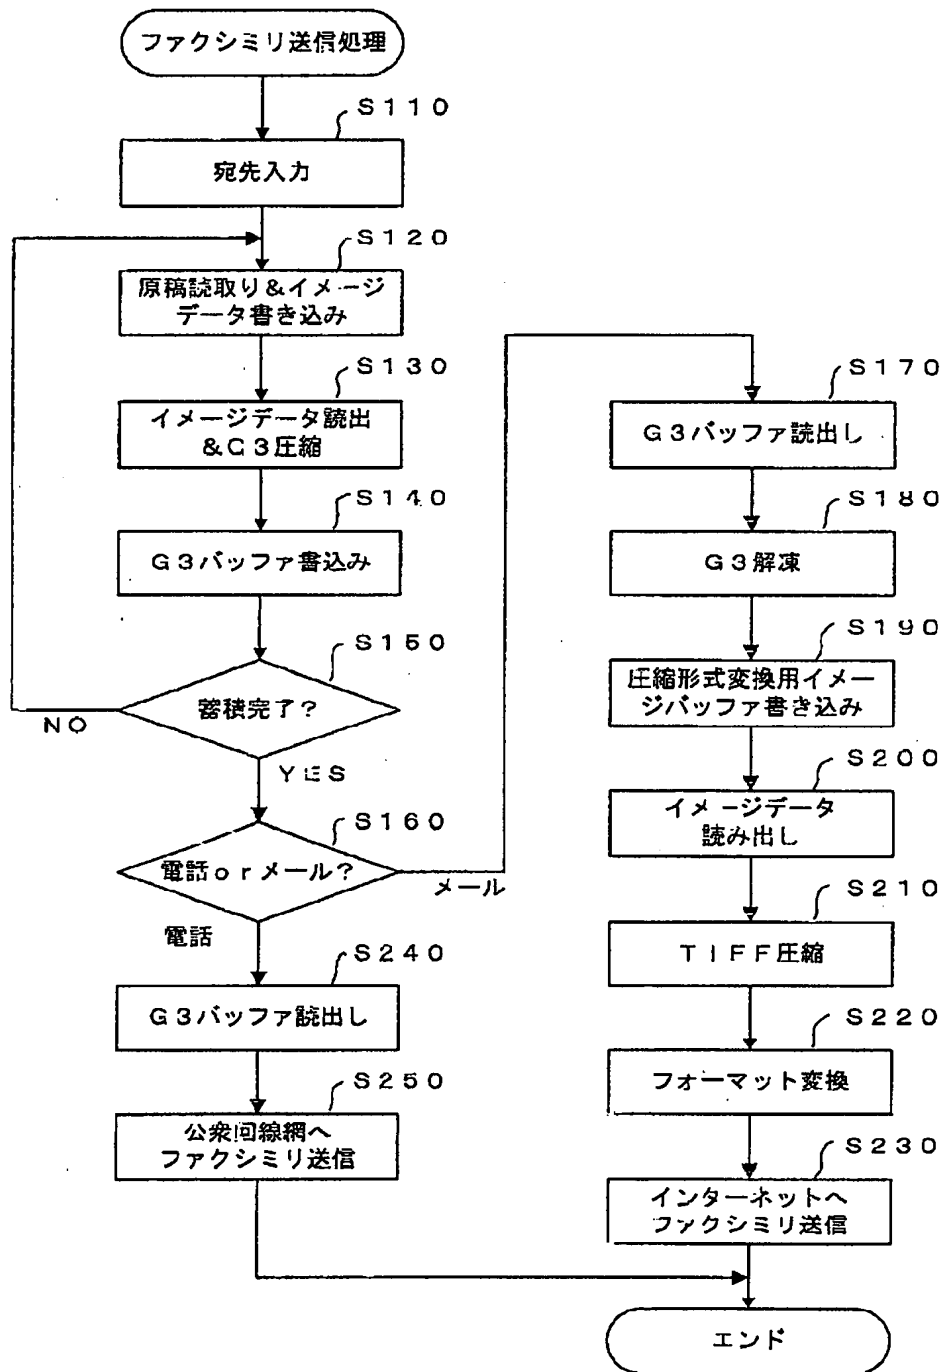 ファクシミリ送信処理
S110
宛先入力
S120
原稿読取り&イメージ
データ書き込み
S130
イメージデータ読出
&G3圧縮
S140
G3バッファ書込み
S150
蓄積完了?
NO
YES
S160
電話orメール?
メール
電話
S240
G3バッファ読出し
S250
公衆回線網へ
ファクシミリ送信
S170
G3バッファ読出し
S180
G3解凍
S190
圧縮形式変換用イメー
ジバッファ書き込み
S200
イメージデータ
読み出し
S210
TIFF圧縮
S220
フォーマット変換
S230
インターネットへ
ファクシミリ送信
エンド